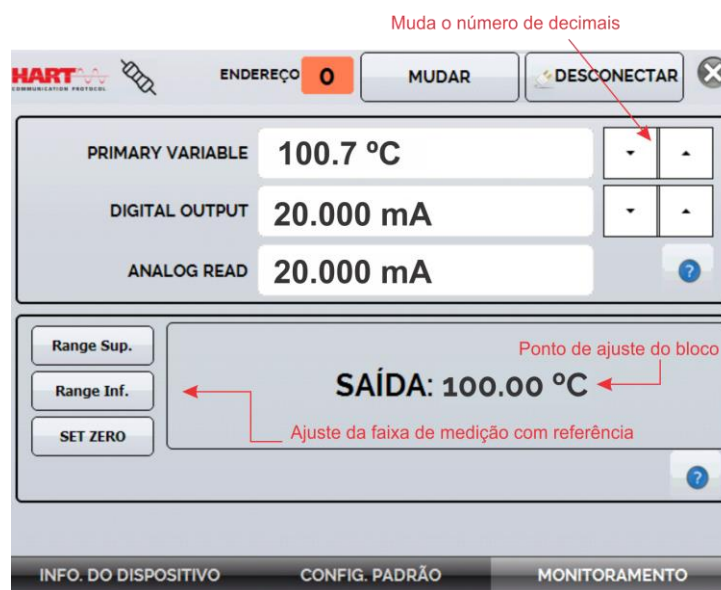 Muda o número de decimais
HART
COMMUNICATION PROTOCOL
ENDEREÇO 0 MUDAR DESCONECTAR
PRIMARY VARIABLE 100.7 ºC
DIGITAL OUTPUT 20.000 mA
ANALOG READ 20.000 mA
?
Range Sup.
Ponto de ajuste do bloco
Range Inf.
SAÍDA: 100.00 ºC
SET ZERO
Ajuste da faixa de medição com referência
?
INFO. DO DISPOSITIVO CONFIG. PADRÃO MONITORAMENTO